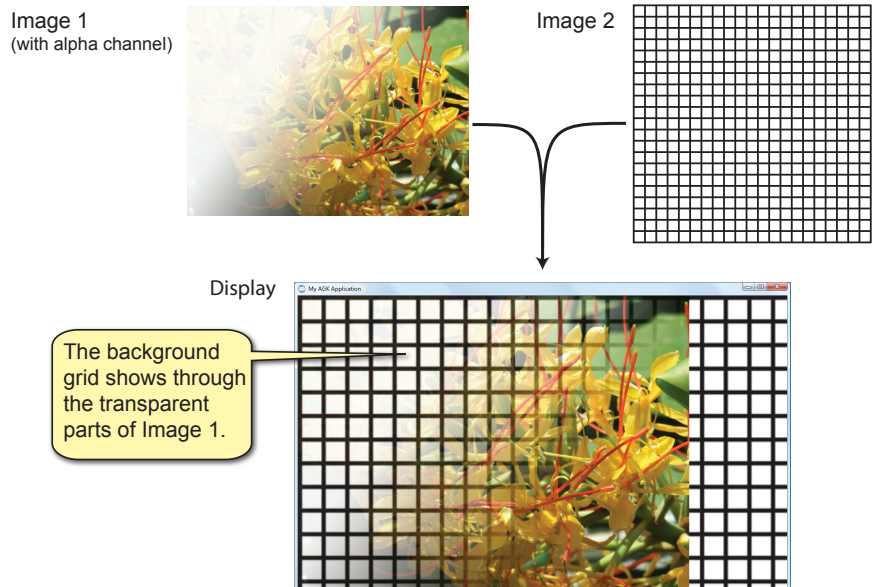 Image 1
(with alpha channel)
Image 2
Display
My AGK Application
The background
grid shows through
the transparent
parts of Image 1.